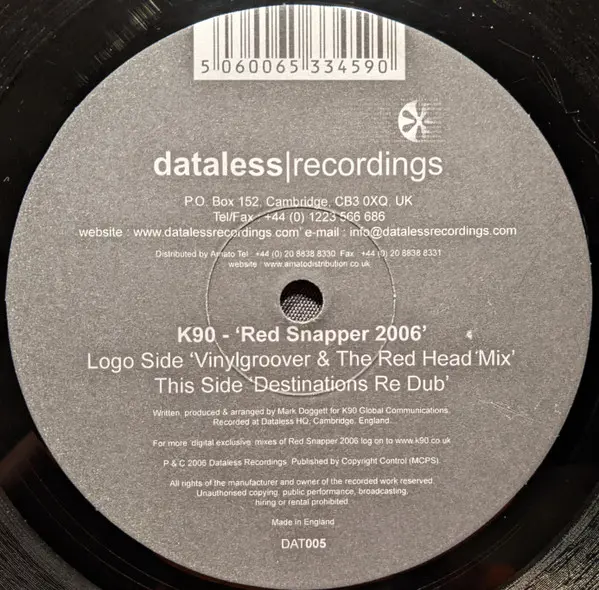 5 060065 334590
dataless|recordings
P.O. Box 152, Cambridge, CB3 0XQ, UK
Tel/Fax : +44 (0) 1223 566 686
website : www.datalessrecordings.com' e-mail : info@datalessrecordings.com
Distributed by Amato Tel : +44 (0) 20 8838 8330 Fax : +44 (0) 20 8838 8331
website : www.amatodistribution.co.uk
K90 - 'Red Snapper 2006'
Logo Side 'Vinylgroover & The Red Head Mix'
This Side 'Destinations Re Dub'
Written, produced & arranged by Mark Doggett for K90 Global Communications.
Recorded at Dataless HQ, Cambridge, England.
For more 'digital exclusive' mixes of Red Snapper 2006 log on to www.k90.co.uk
P & C 2006 Dataless Recordings. Published by Copyright Control (MCPS)
All rights of the manufacturer and owner of the recorded work reserved.
Unauthorised copying, public performance, broadcasting,
hiring or rental prohibited.
Made in England
DAT005